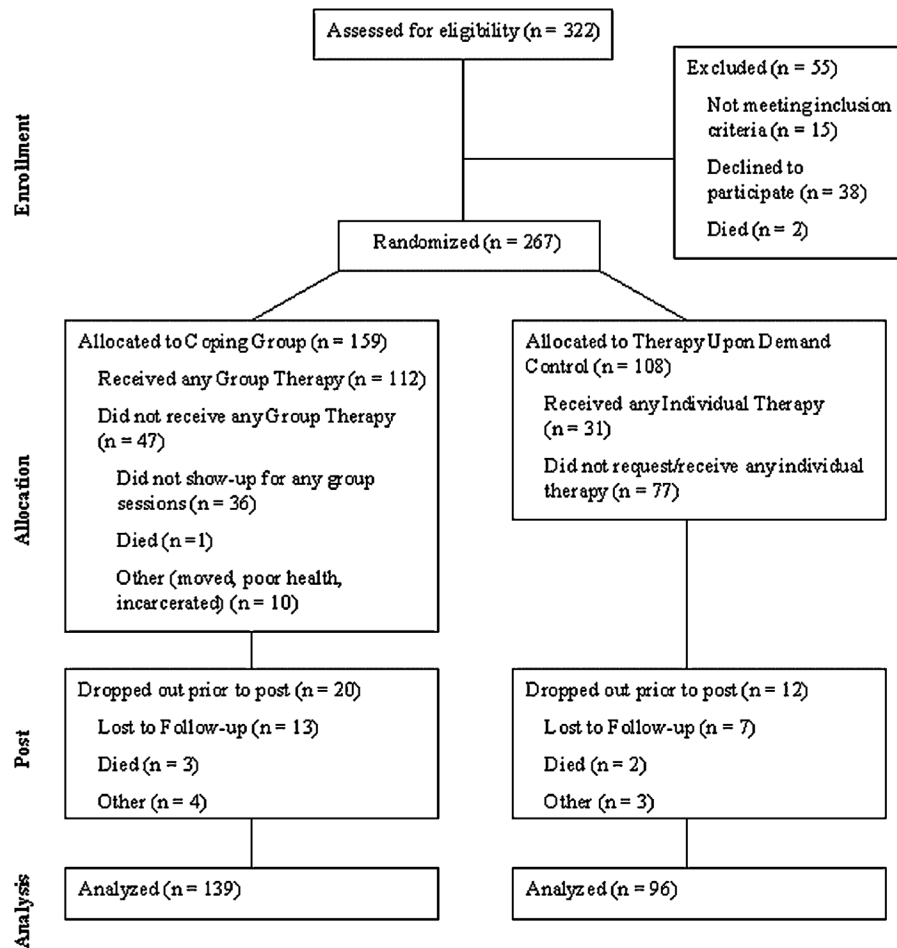 Assessed for eligibility (n = 322)
Excluded (n = 55)
Not meeting inclusion
criteria (n = 15)
Declined to
participate (n = 38)
Died (n = 2)
Enrollment
Randomized (n = 267)
Allocated to Coping Group (n = 159)
Received any Group Therapy (n = 112)
Did not receive any Group Therapy
(n = 47)
Did not show-up for any group
sessions (n = 36)
Died (n =1)
Other (moved, poor health,
incarcerated) (n = 10)
Allocated to Therapy Upon Demand
Control (n = 108)
Received any Individual Therapy
(n = 31)
Did not request/receive any individual
therapy (n = 77)
Allocation
Dropped out prior to post (n = 20)
Lost to Follow-up (n = 13)
Died (n = 3)
Other (n = 4)
Dropped out prior to post (n = 12)
Lost to Follow-up (n = 7)
Died (n = 2)
Other (n = 3)
Post
Analyzed (n = 139)
Analyzed (n = 96)
Analysis